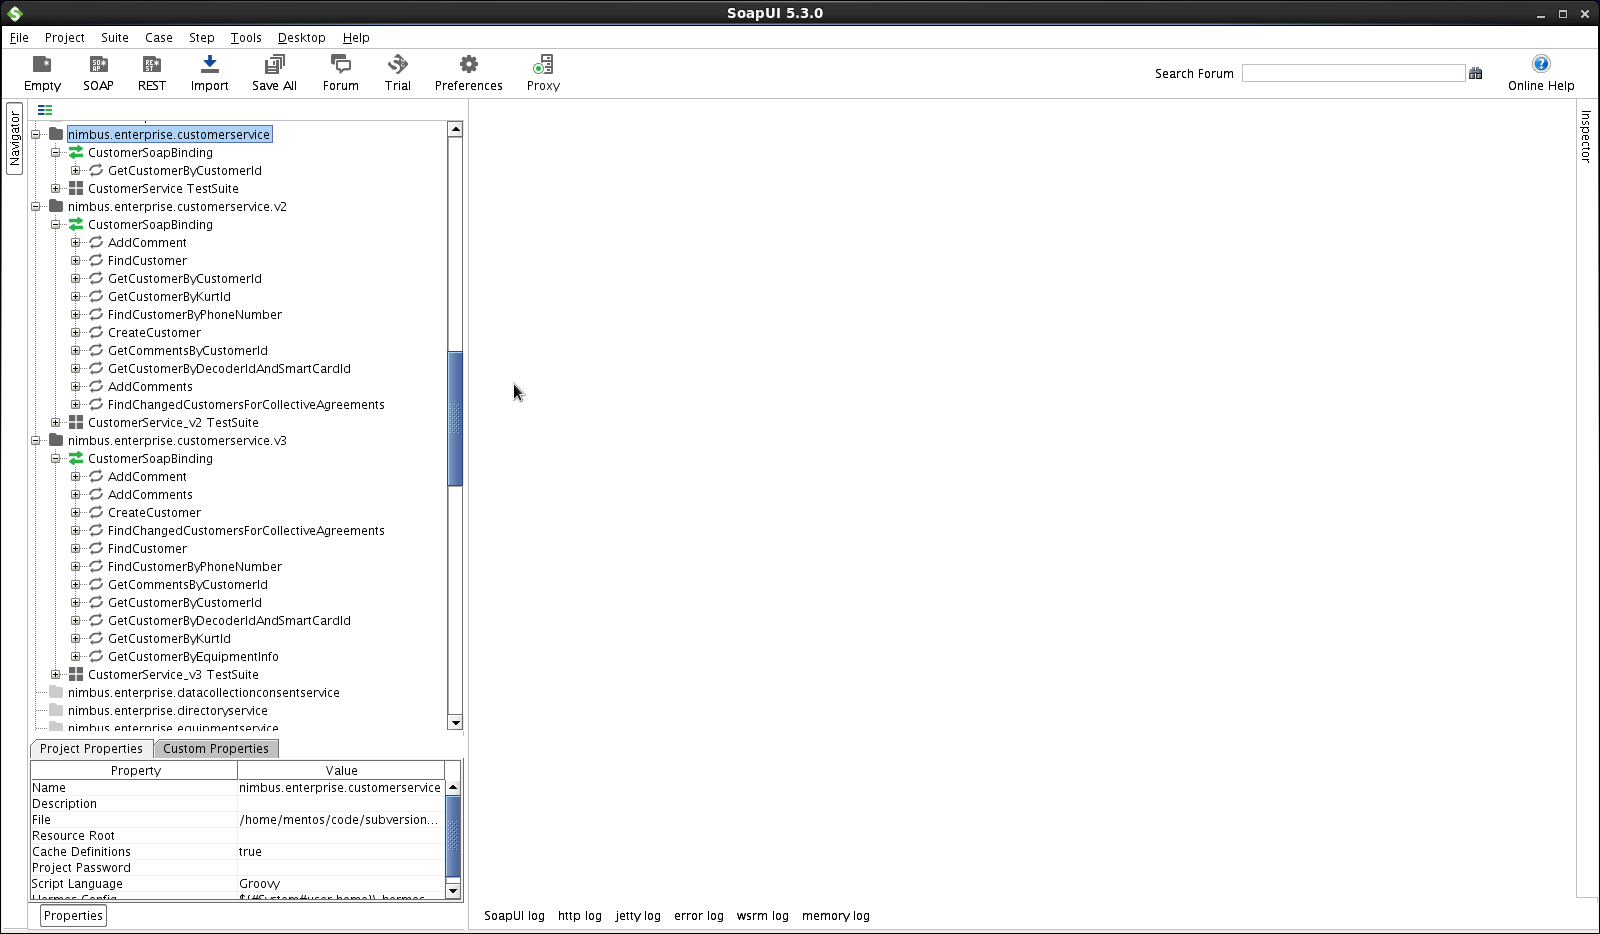 SoapUI 5.3.0
File Project Suite Case Step Tools Desktop Help
Empty SOAP REST Import Save All Forum Trial Preferences Proxy Search Forum Online Help
Navigator
Inspector
nimbus.enterprise.customerservice
CustomerSoapBinding
GetCustomerByCustomerId
CustomerService TestSuite
nimbus.enterprise.customerservice.v2
CustomerSoapBinding
AddComment
FindCustomer
GetCustomerByCustomerId
GetCustomerByKurtId
FindCustomerByPhoneNumber
CreateCustomer
GetCommentsByCustomerId
GetCustomerByDecoderIdAndSmartCardId
AddComments
FindChangedCustomersForCollectiveAgreements
CustomerService_v2 TestSuite
nimbus.enterprise.customerservice.v3
CustomerSoapBinding
AddComment
AddComments
CreateCustomer
FindChangedCustomersForCollectiveAgreements
FindCustomer
FindCustomerByPhoneNumber
GetCommentsByCustomerId
GetCustomerByCustomerId
GetCustomerByDecoderIdAndSmartCardId
GetCustomerByKurtId
GetCustomerByEquipmentInfo
CustomerService_v3 TestSuite
nimbus.enterprise.datacollectionconsentservice
nimbus.enterprise.directoryservice
nimbus.enterprise.equipmentservice
Project Properties Custom Properties
Property Value
Name nimbus.enterprise.customerservice
Description
File /home/mentos/code/subversion...
Resource Root
Cache Definitions true
Project Password
Script Language Groovy
Hermes Config
Properties
SoapUI log http log jetty log error log wsrm log memory log